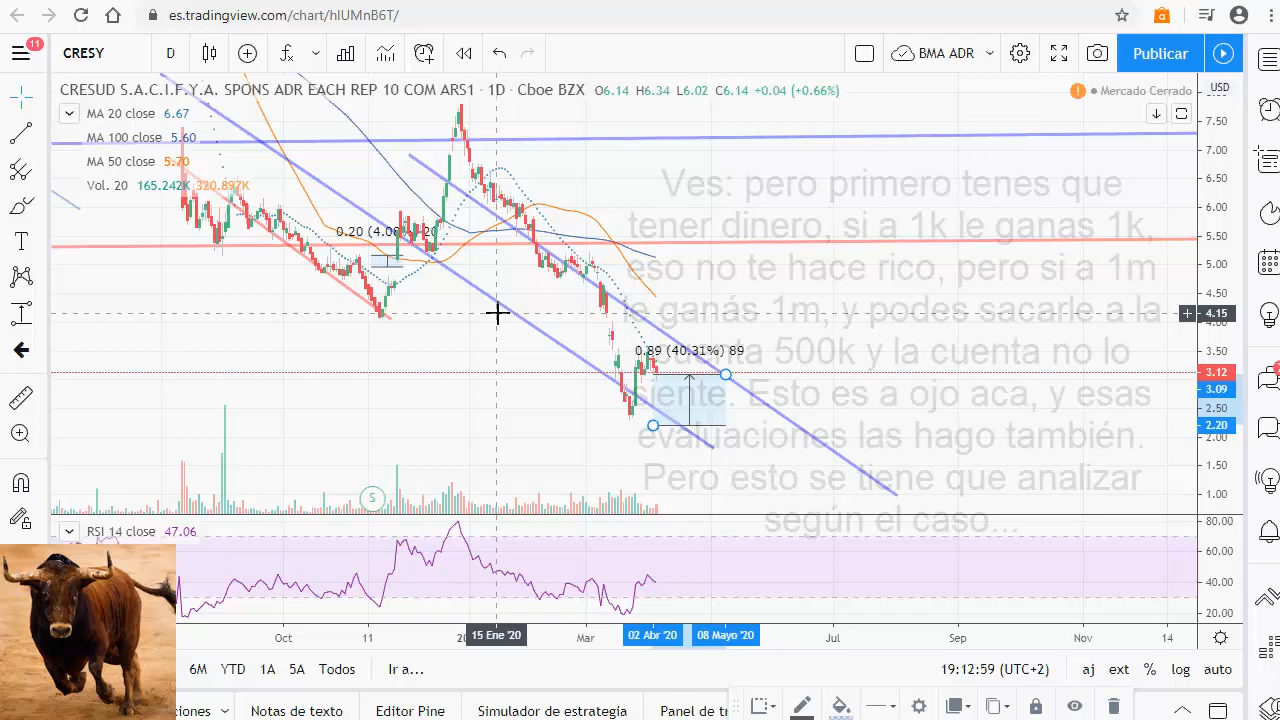 es.tradingview.com/chart/hlUMnB6T/
11
CRESY
D
BMA ADR
Publicar
CRESUD S.A.C.I.F.Y.A. SPONS ADR EACH REP 10 COM ARS1 · 1D · Cboe BZX O6.14 H6.34 L6.02 C6.14 +0.04 (+0.66%)
Mercado Cerrado
USD
MA 20 close 6.67
MA 100 close 5.60
MA 50 close 5.70
Vol. 20 165.242K 320.897K
Ves: pero primero tenes que
tener dinero, si a 1k le ganas 1k,
eso no te hace rico, pero si a 1m
le ganás 1m, y podes sacarle a la
cuenta 500k y la cuenta no lo
siente. Esto es a ojo aca, y esas
evaluaciones las hago también.
Pero esto se tiene que analizar
según el caso...
0.89 (40.31%) 89
7.50
7.00
6.50
6.00
5.50
5.00
4.50
4.15
4.00
3.50
3.12
3.09
2.50
2.20
2.00
1.50
1.00
S
RSI 14 close 47.06
80.00
60.00
40.00
20.00
Oct
11
15 Ene '20
Mar
02 Abr '20
08 Mayo '20
Jul
Sep
Nov
14
6M YTD 1A 5A Todos Ir a...
19:12:59 (UTC+2)
aj ext % log auto
Notas de texto
Editor Pine
Simulador de estrategia
Panel de tr